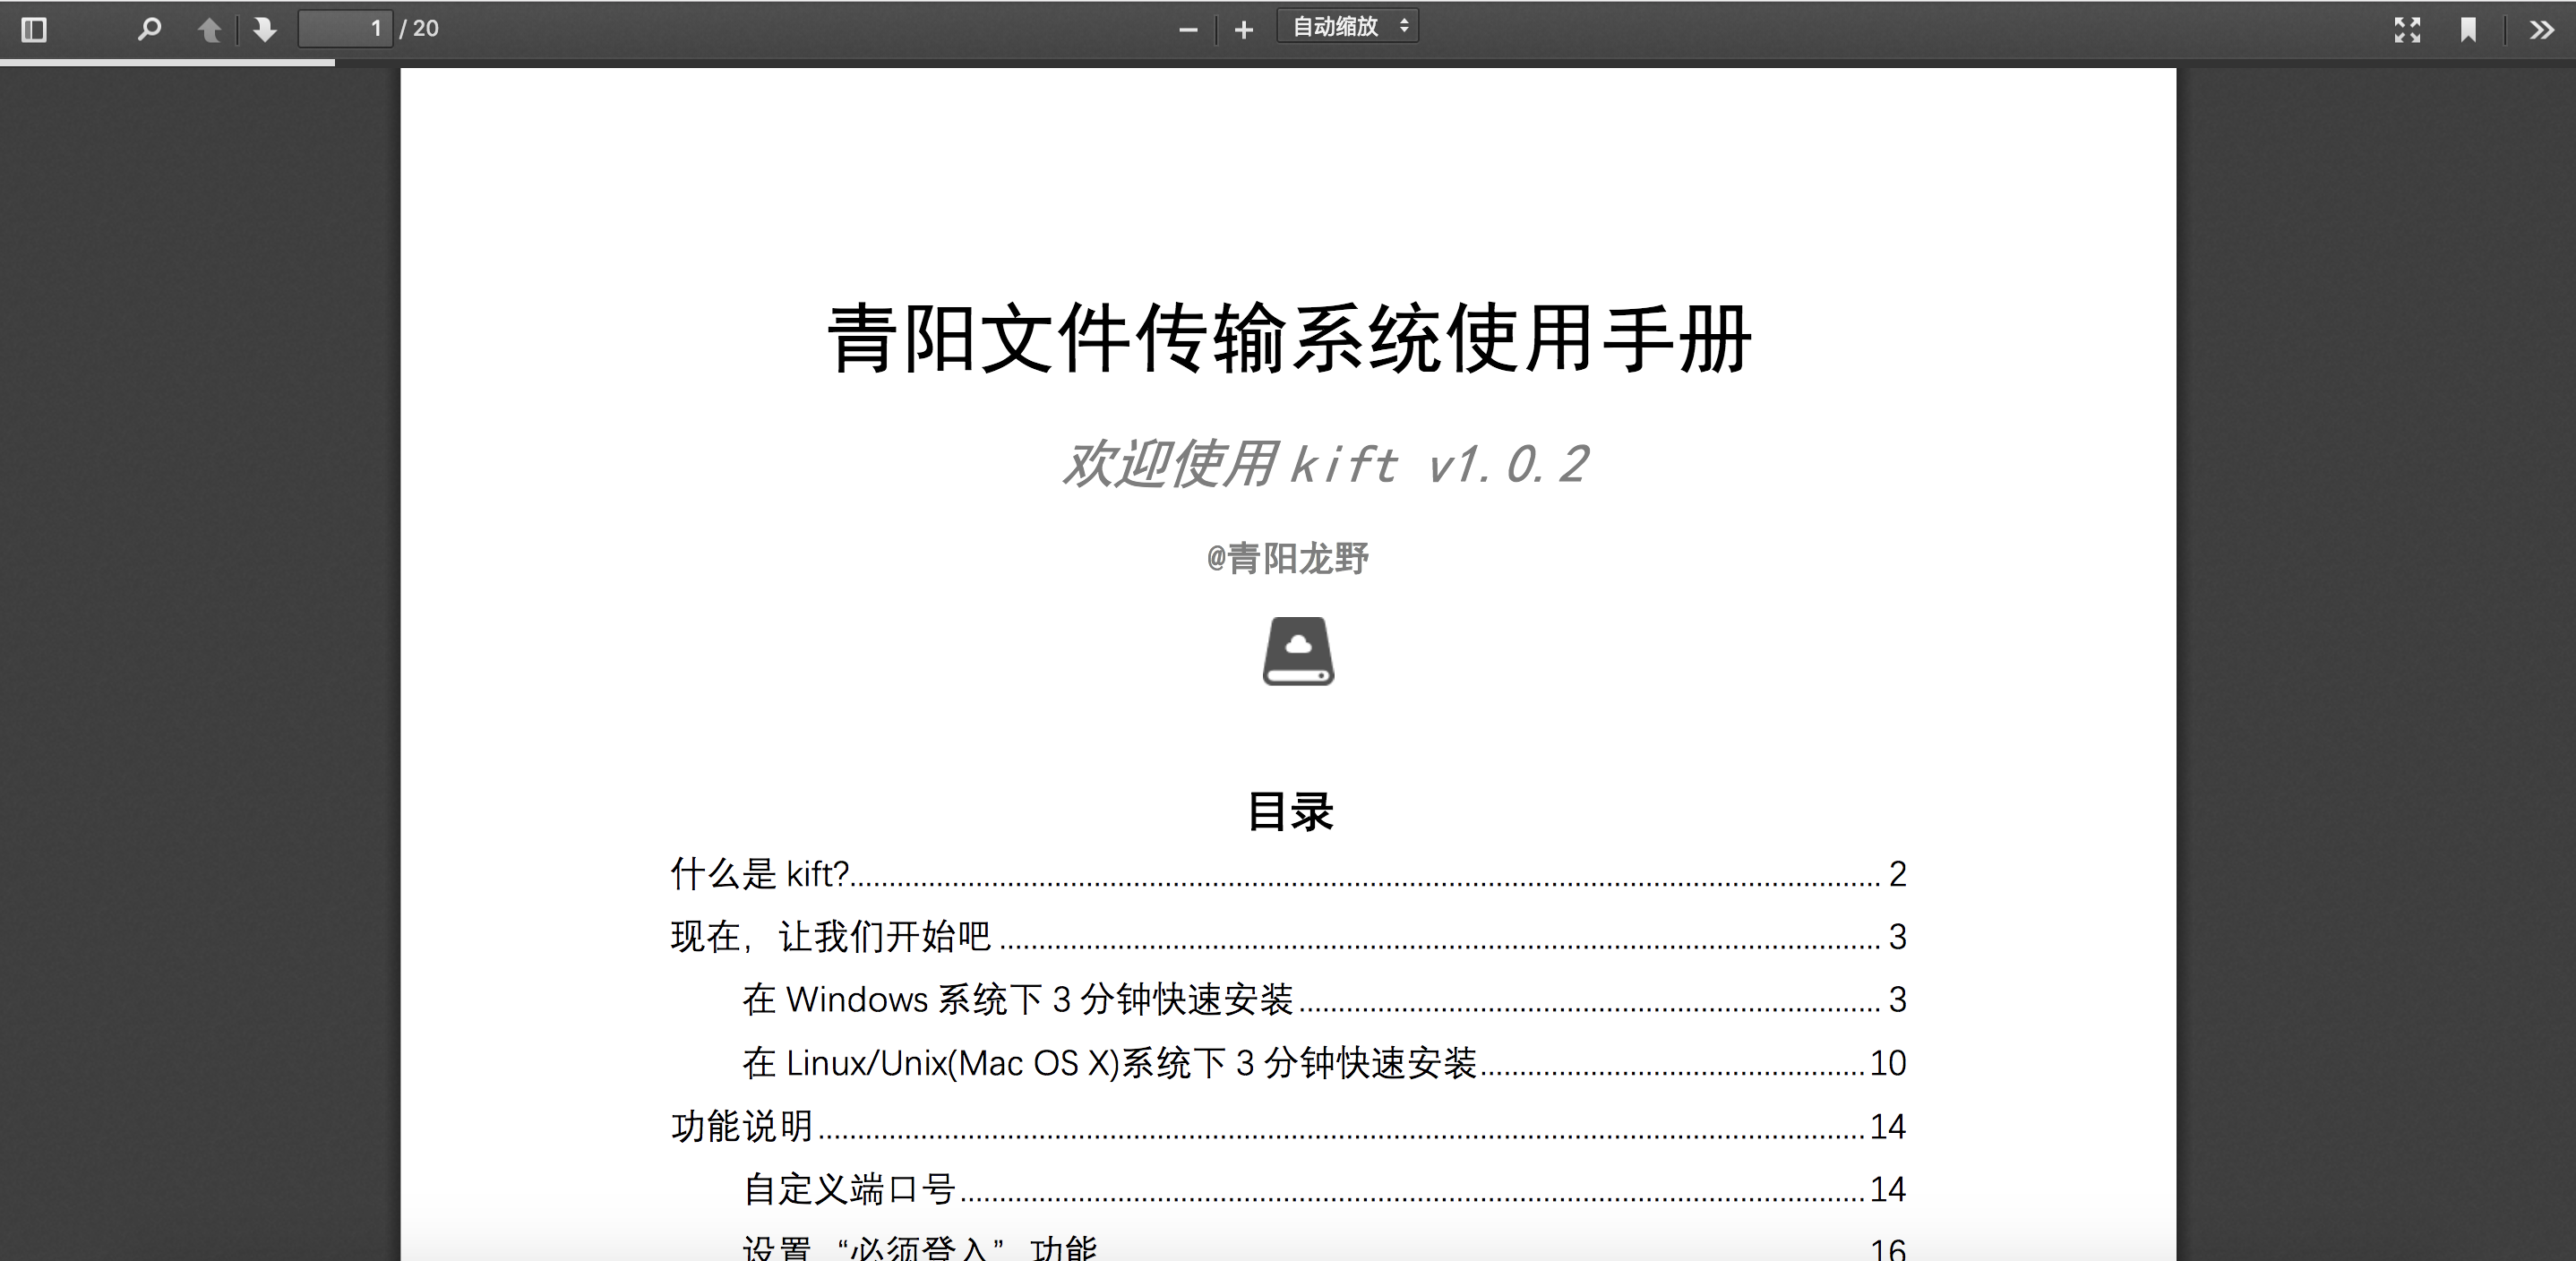 1 / 20
自动缩放
青阳文件传输系统使用手册
欢迎使用 kift v1.0.2
@青阳龙野
目录
什么是 kift?........ 2
现在，让我们开始吧........ 3
在 Windows 系统下 3 分钟快速安装........ 3
在 Linux/Unix(Mac OS X)系统下 3 分钟快速安装........ 10
功能说明........ 14
自定义端口号........ 14
设置 “必须登入” 功能 16